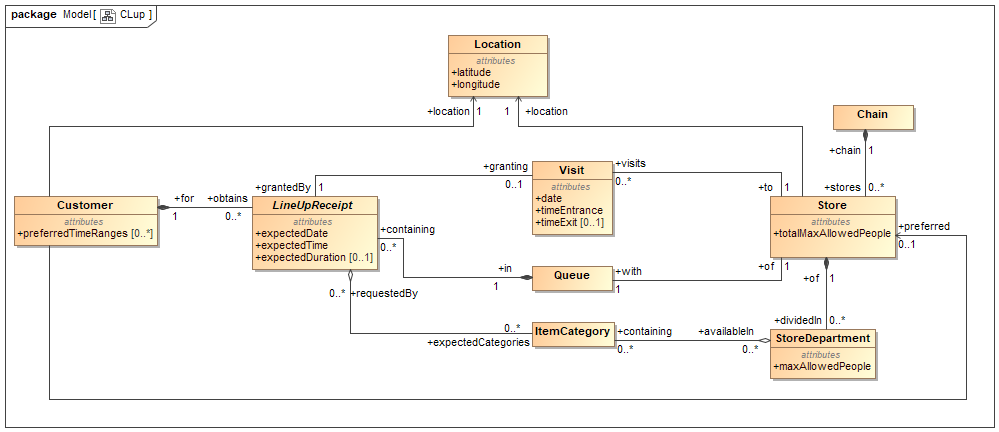 package Model[ CLup ]
Location
attributes
+latitude
+longitude
+location 1
1 +location
Chain
+chain 1
+stores 0..*
Customer
attributes
+preferredTimeRanges [0..*]
+for
1
+obtains
0..*
+grantedBy 1
LineUpReceipt
attributes
+expectedDate
+expectedTime
+expectedDuration [0..1]
+granting
0..1
Visit
attributes
+date
+timeEntrance
+timeExit [0..1]
+visits
0..*
+to 1
Store
attributes
+totalMaxAllowedPeople
+preferred
0..1
+containing
0..*
+in
1
Queue
+with
1
+of 1
+of
1
0..* +requestedBy
0..*
+expectedCategories
ItemCategory
+containing
0..*
+availableIn
0..*
+dividedIn 0..*
StoreDepartment
attributes
+maxAllowedPeople